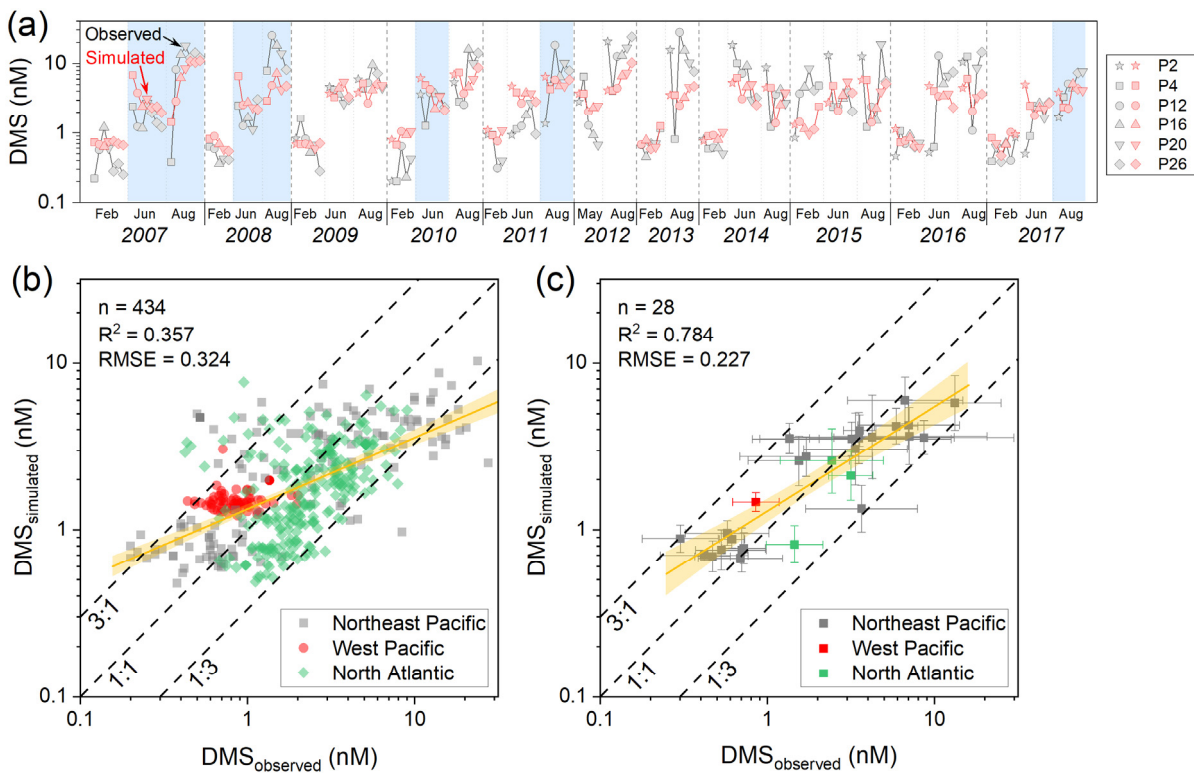 (a)
Observed
Simulated
DMS (nM)
10
1
0.1
P2
P4
P12
P16
P20
P26
Feb Jun Aug Feb Jun Aug Feb Jun Aug Feb Jun Aug Feb Jun Aug May Aug Feb Aug Feb Jun Aug Feb Jun Aug Feb Jun Aug Feb Jun Aug
2007 2008 2009 2010 2011 2012 2013 2014 2015 2016 2017
(b)
n = 434
R² = 0.357
RMSE = 0.324
DMSsimulated (nM)
10
1
0.1
3:1
1:1
1:3
Northeast Pacific
West Pacific
North Atlantic
0.1 1 10
DMSobserved (nM)
(c)
n = 28
R² = 0.784
RMSE = 0.227
DMSsimulated (nM)
10
1
0.1
3:1
1:1
1:3
Northeast Pacific
West Pacific
North Atlantic
0.1 1 10
DMSobserved (nM)